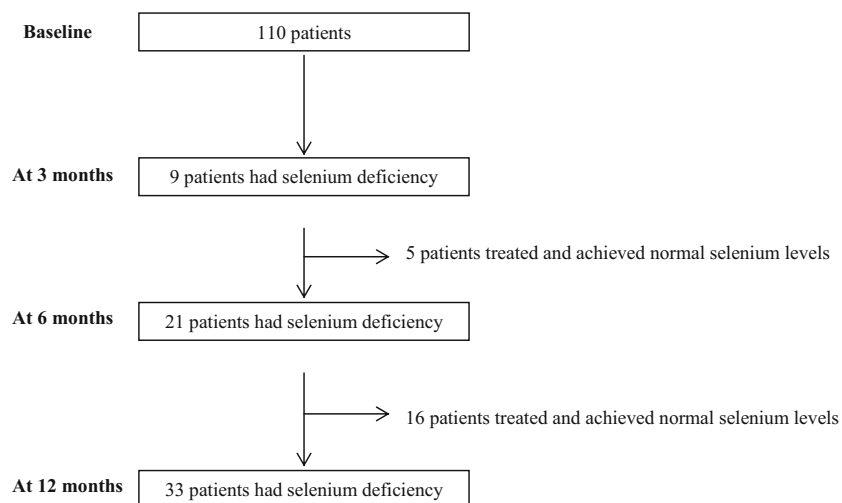 Baseline
110 patients
At 3 months
9 patients had selenium deficiency
5 patients treated and achieved normal selenium levels
At 6 months
21 patients had selenium deficiency
16 patients treated and achieved normal selenium levels
At 12 months
33 patients had selenium deficiency